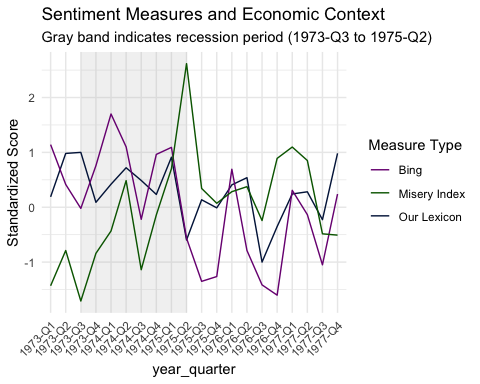 Sentiment Measures and Economic Context
Gray band indicates recession period (1973-Q3 to 1975-Q2)
Standardized Score
2
1
0
-1
1973-Q1
1973-Q2
1973-Q3
1973-Q4
1974-Q1
1974-Q2
1974-Q3
1974-Q4
1975-Q1
1975-Q2
1975-Q3
1975-Q4
1976-Q1
1976-Q2
1976-Q3
1976-Q4
1977-Q1
1977-Q2
1977-Q3
1977-Q4
year_quarter
Measure Type
Bing
Misery Index
Our Lexicon